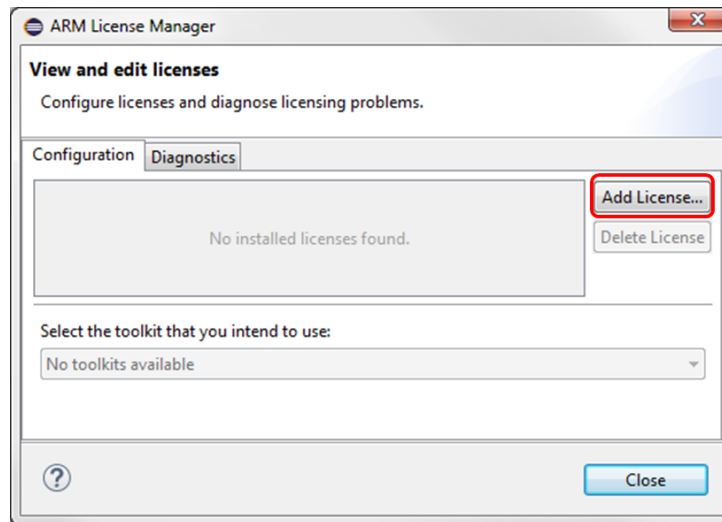 ARM License Manager
View and edit licenses
Configure licenses and diagnose licensing problems.
Configuration
Diagnostics
No installed licenses found.
Add License...
Delete License
Select the toolkit that you intend to use:
No toolkits available
?
Close